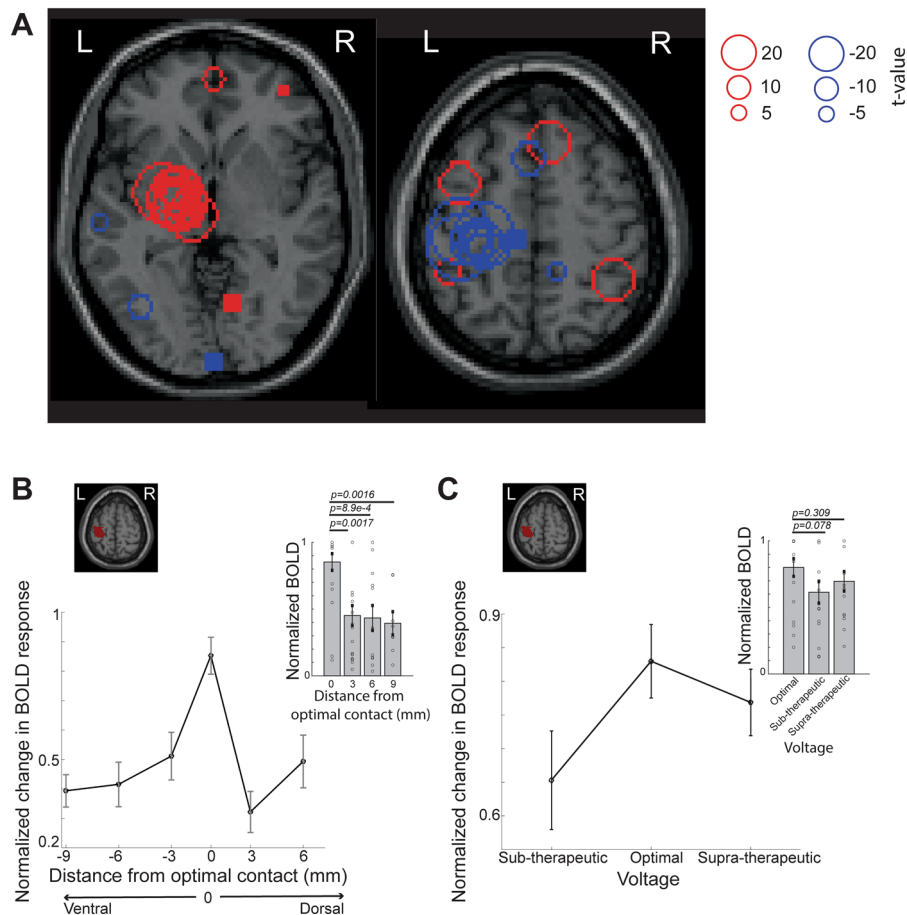 A
L
R
L
R
20
-20
10
-10
5
-5
t-value
B
L
R
Normalized change in BOLD response
1
0.5
0.2
-9
-6
-3
0
3
6
Distance from optimal contact (mm)
0
Ventral
Dorsal
p=0.0016
p=8.9e-4
p=0.0017
Normalized BOLD
1
0
0
3
6
9
Distance from
optimal contact (mm)
C
L
R
Normalized change in BOLD response
0.9
0.6
Sub-therapeutic
Optimal
Supra-therapeutic
Voltage
p=0.309
p=0.078
Normalized BOLD
1
0
Optimal
Sub-therapeutic
Supra-therapeutic
Voltage